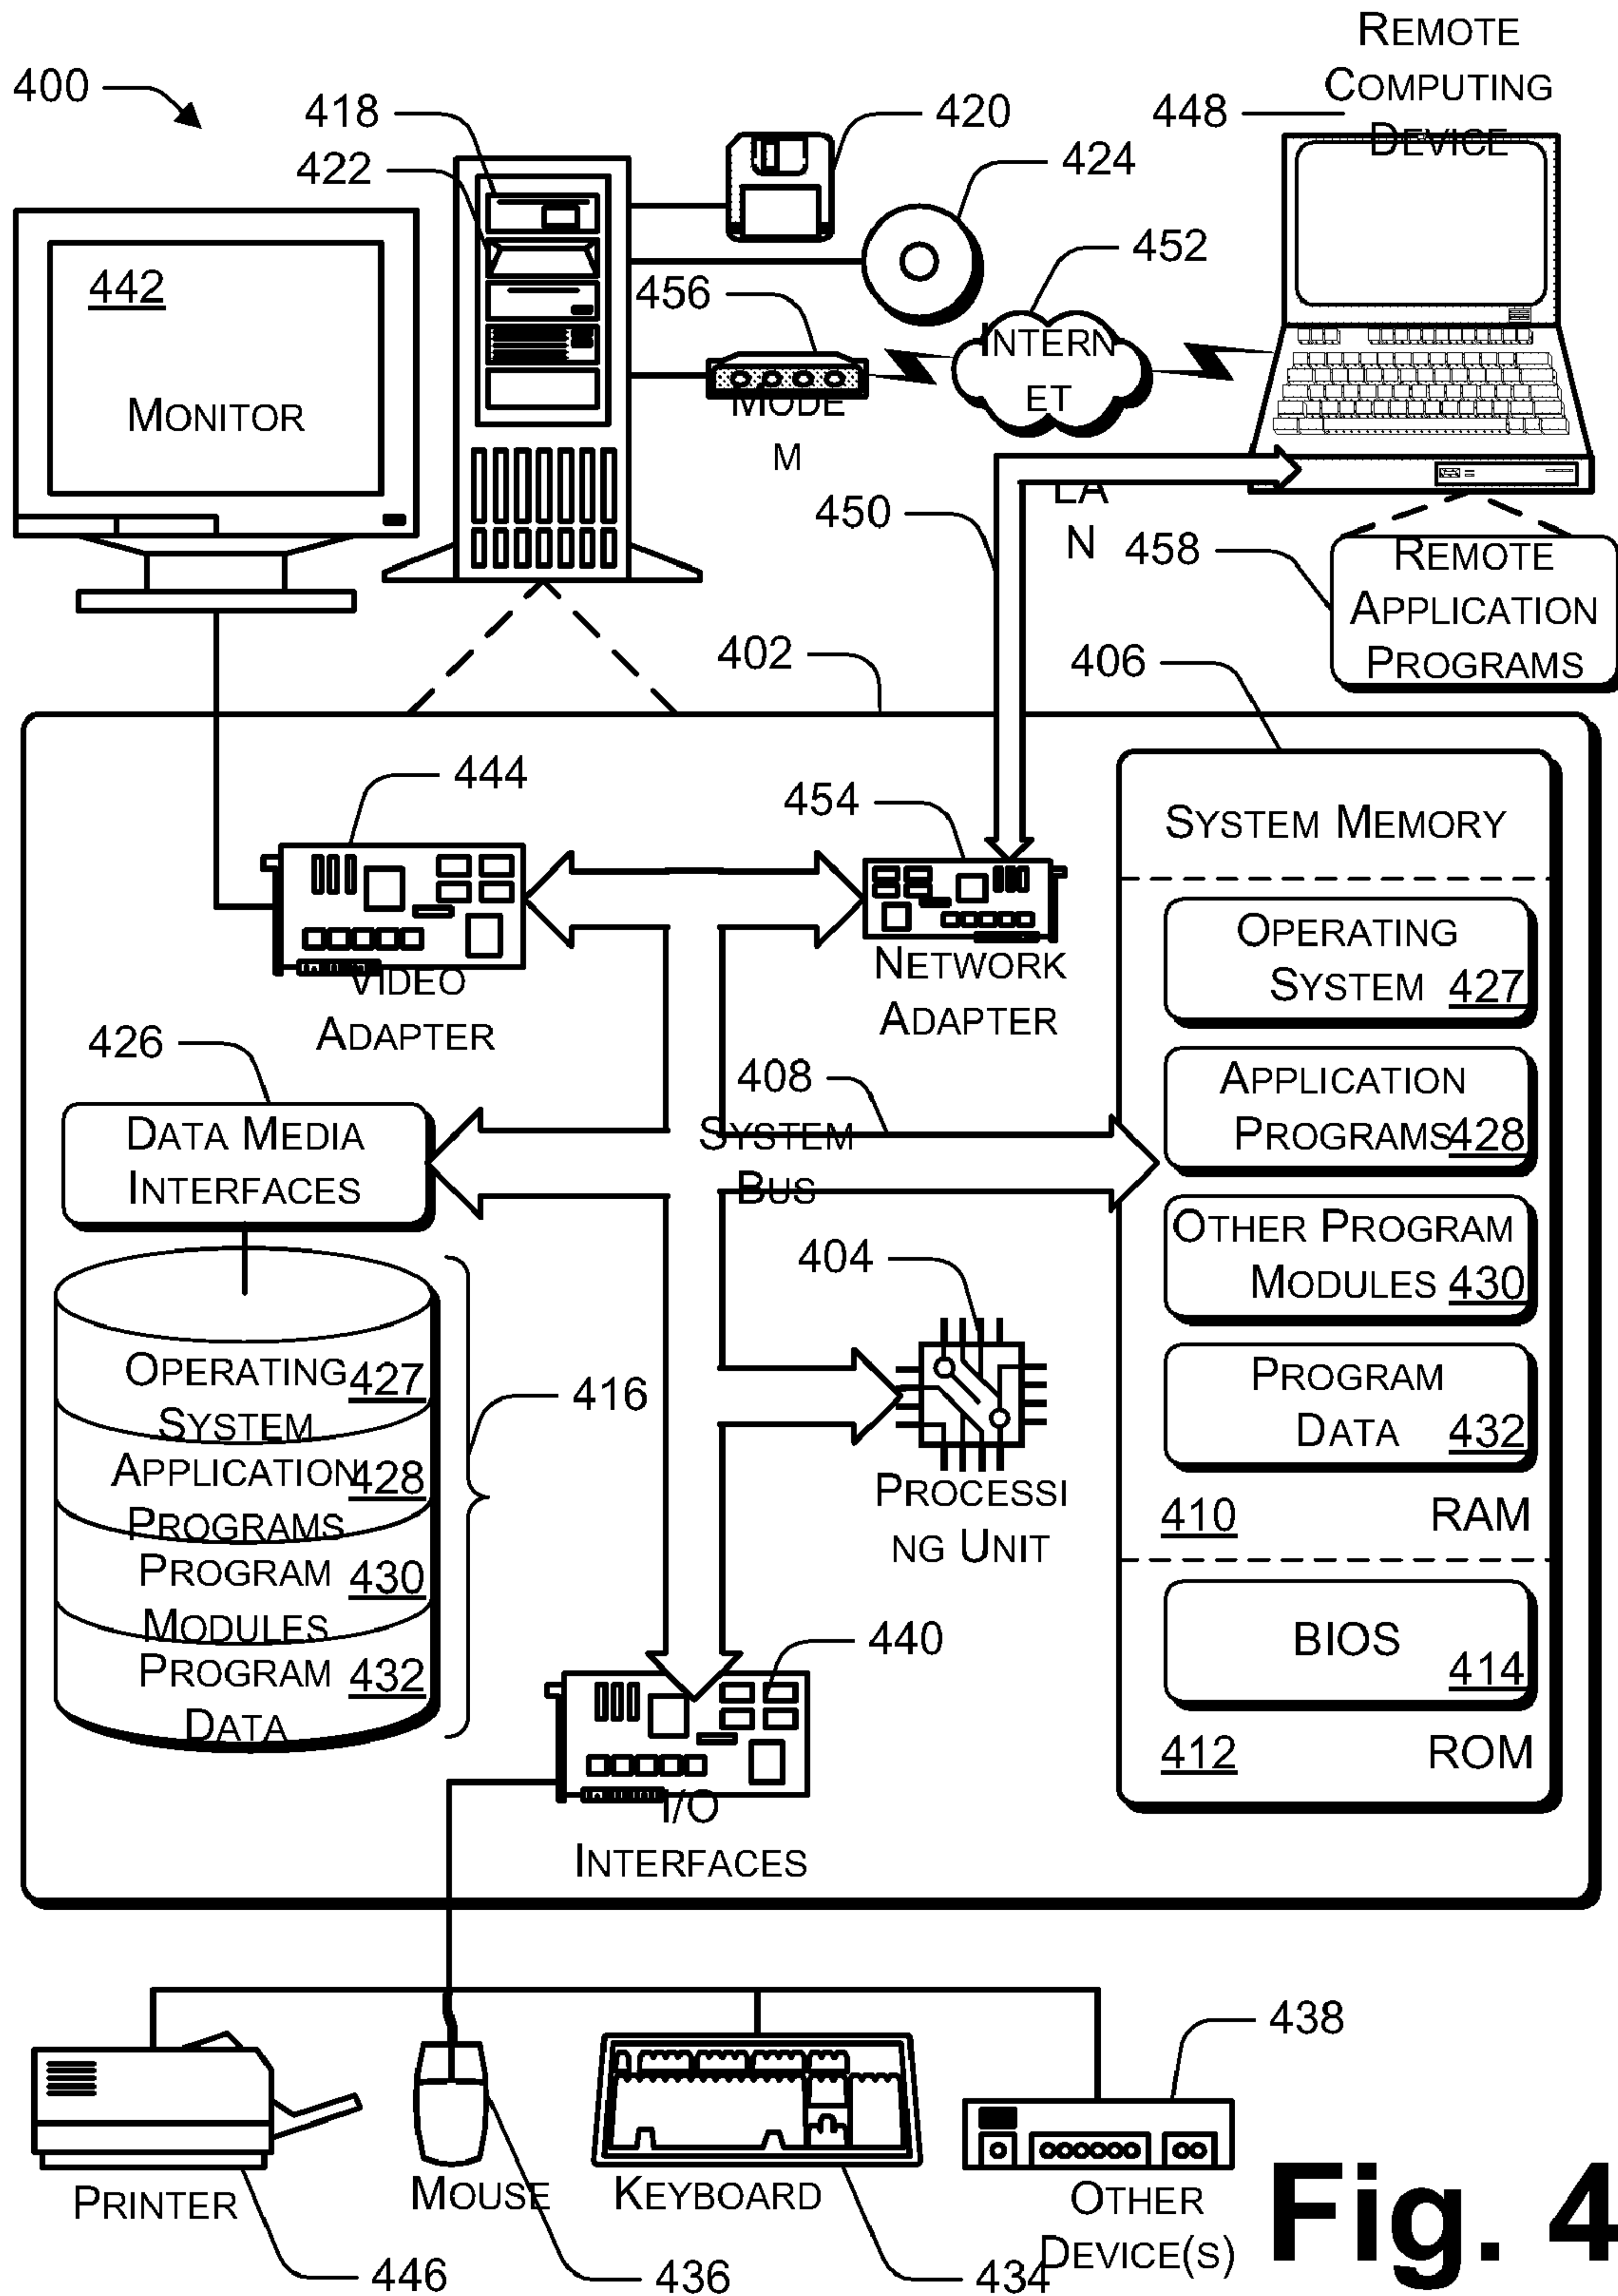 400
418
422
420
424
448
REMOTE
COMPUTING
DEVICE
442
MONITOR
456
MODE
M
452
INTERN
ET
450
LA
N
458
REMOTE
APPLICATION
PROGRAMS
402
406
444
VIDEO
ADAPTER
454
NETWORK
ADAPTER
SYSTEM MEMORY
OPERATING
SYSTEM 427
APPLICATION
PROGRAMS 428
OTHER PROGRAM
MODULES 430
PROGRAM
DATA 432
410 RAM
BIOS
414
412 ROM
426
DATA MEDIA
INTERFACES
408
SYSTEM
BUS
404
PROCESSI
NG UNIT
OPERATING 427
SYSTEM
APPLICATION 428
PROGRAMS
PROGRAM 430
MODULES
PROGRAM 432
DATA
416
440
I/O
INTERFACES
PRINTER
446
MOUSE
436
KEYBOARD
434
438
OTHER
DEVICE(S)
Fig. 4